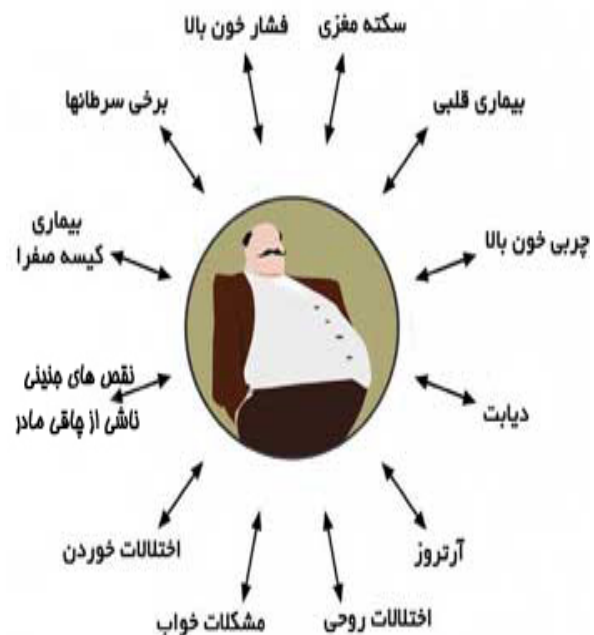 سکته مغزی
فشار خون بالا
بیماری قلبی
برخی سرطانها
چربی خون بالا
بیماری
کیسه صفرا
دیابت
نقص های جنینی
ناشی از چاقی مادر
آرتروز
اختلالات خوردن
اختلالات روحی
مشکلات خواب